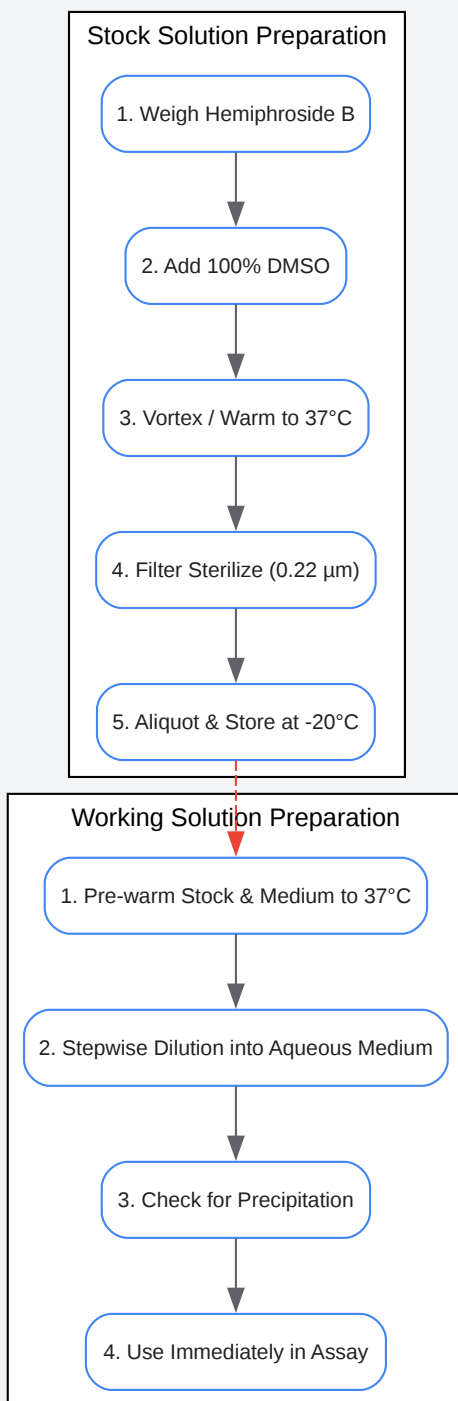 Stock Solution Preparation
1. Weigh Hemiphroside B
2. Add 100% DMSO
3. Vortex / Warm to 37°C
4. Filter Sterilize (0.22 µm)
5. Aliquot & Store at -20°C
Working Solution Preparation
1. Pre-warm Stock & Medium to 37°C
2. Stepwise Dilution into Aqueous Medium
3. Check for Precipitation
4. Use Immediately in Assay